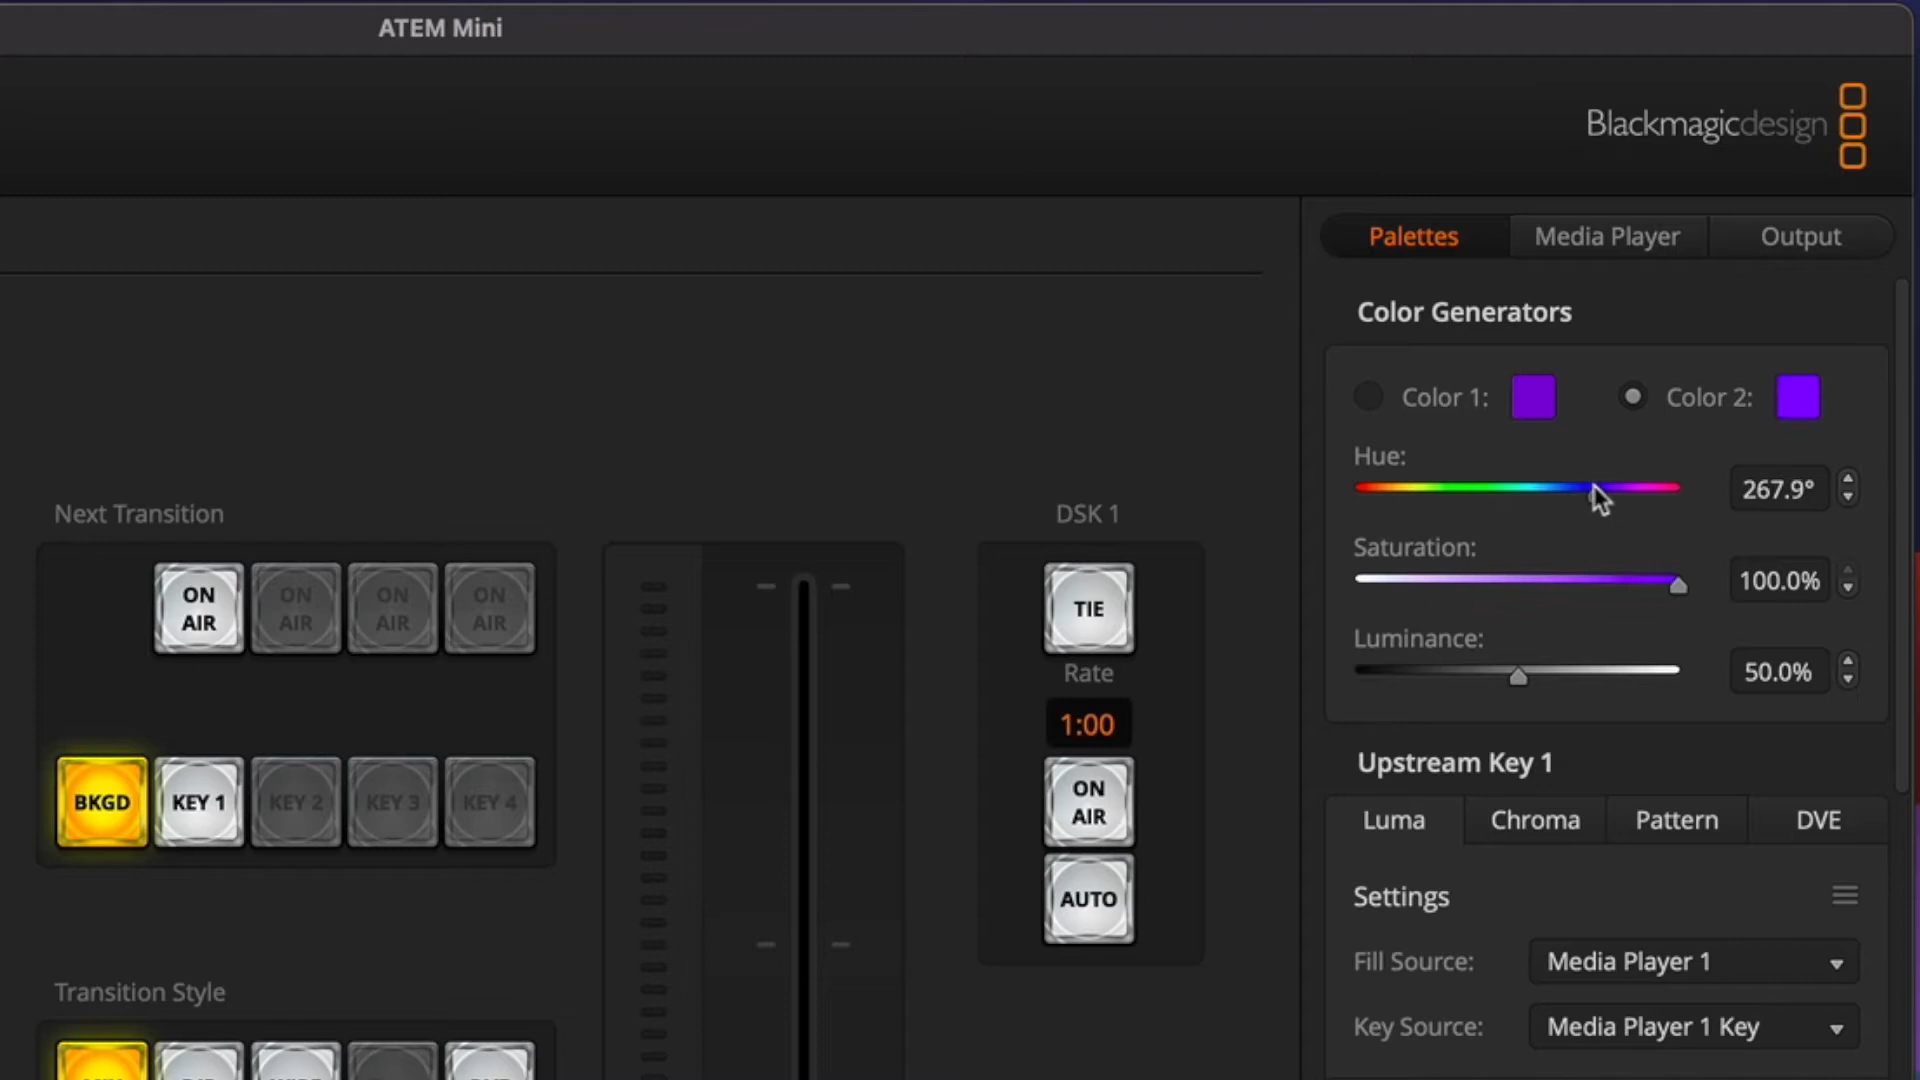 ATEM Mini
Blackmagicdesign
Palettes
Media Player
Output
Color Generators
Color 1:
Color 2:
Hue:
267.9°
Saturation:
100.0%
Luminance:
50.0%
Next Transition
ON AIR
ON AIR
ON AIR
ON AIR
BKGD
KEY 1
KEY 2
KEY 3
KEY 4
Transition Style
DSK 1
TIE
Rate
1:00
ON AIR
AUTO
Upstream Key 1
Luma
Chroma
Pattern
DVE
Settings
Fill Source:
Media Player 1
Key Source:
Media Player 1 Key